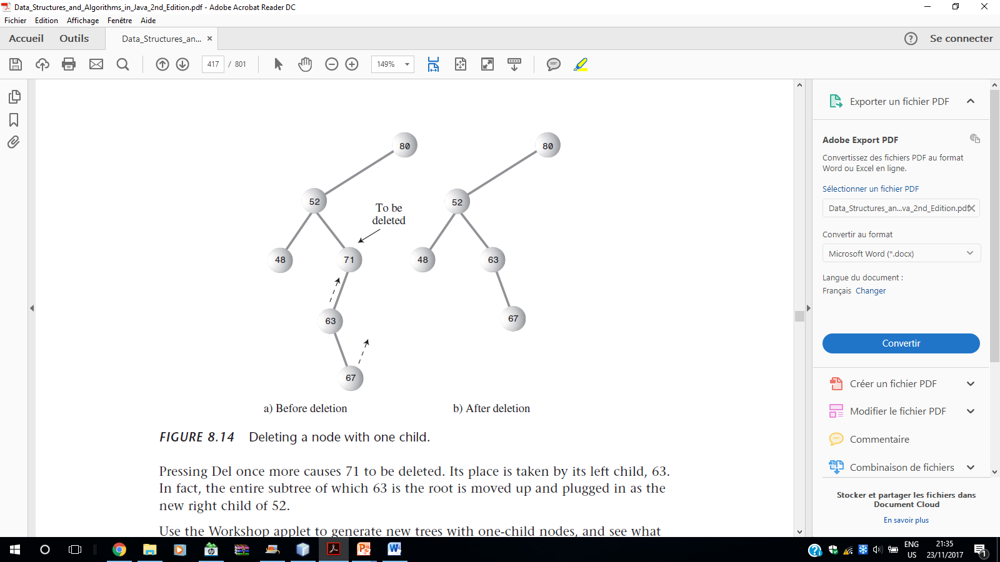 Data_Structures_and_Algorithms_in_Java_2nd_Edition.pdf - Adobe Acrobat Reader DC
Fichier Edition Affichage Fenêtre Aide
Accueil Outils Data_Structures_an... × ? Se connecter
417 / 801 149%
Exporter un fichier PDF
Adobe Export PDF
Convertissez des fichiers PDF au format
Word ou Excel en ligne.
Sélectionner un fichier PDF
Data_Structures_an...va_2nd_Edition.pdf
Convertir au format
Microsoft Word (*.docx)
Langue du document :
Français Changer
Convertir
Créer un fichier PDF
Modifier le fichier PDF
Commentaire
Combinaison de fichiers
Stocker et partager les fichiers dans
Document Cloud
En savoir plus
80
52
To be
deleted
48
71
63
67
80
52
48
63
67
a) Before deletion
b) After deletion
FIGURE 8.14 Deleting a node with one child.
Pressing Del once more causes 71 to be deleted. Its place is taken by its left child, 63.
In fact, the entire subtree of which 63 is the root is moved up and plugged in as the
new right child of 52.
Use the Workshop applet to generate new trees with one-child nodes, and see what
ENG
US
21:35
23/11/2017
1